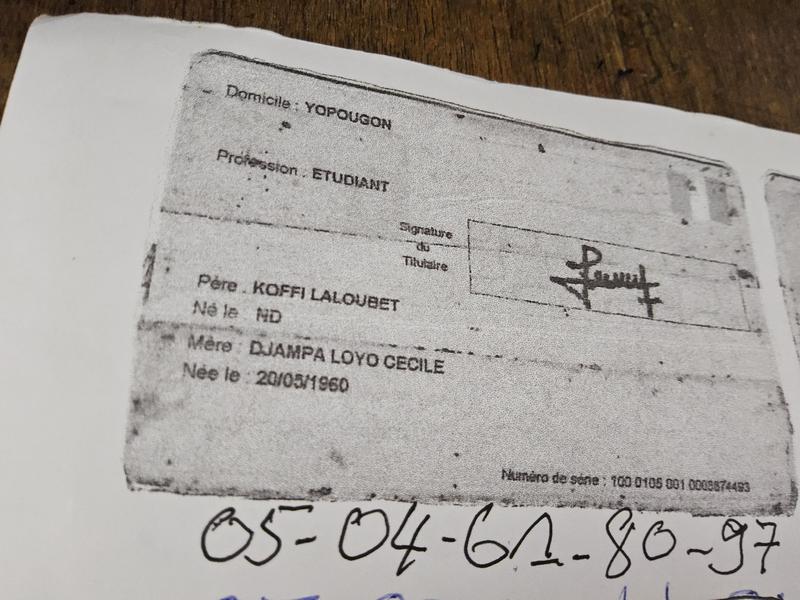 Domicile : YOPOUGON
Profession : ETUDIANT
Signature
du
Titulaire
Père : KOFFI LALOUBET
Né le ND
Mère : DJAMPA LOYO CECILE
Née le : 20/05/1960
Numéro de série : 100 0105 001 0003874493
05-04-61-80-97